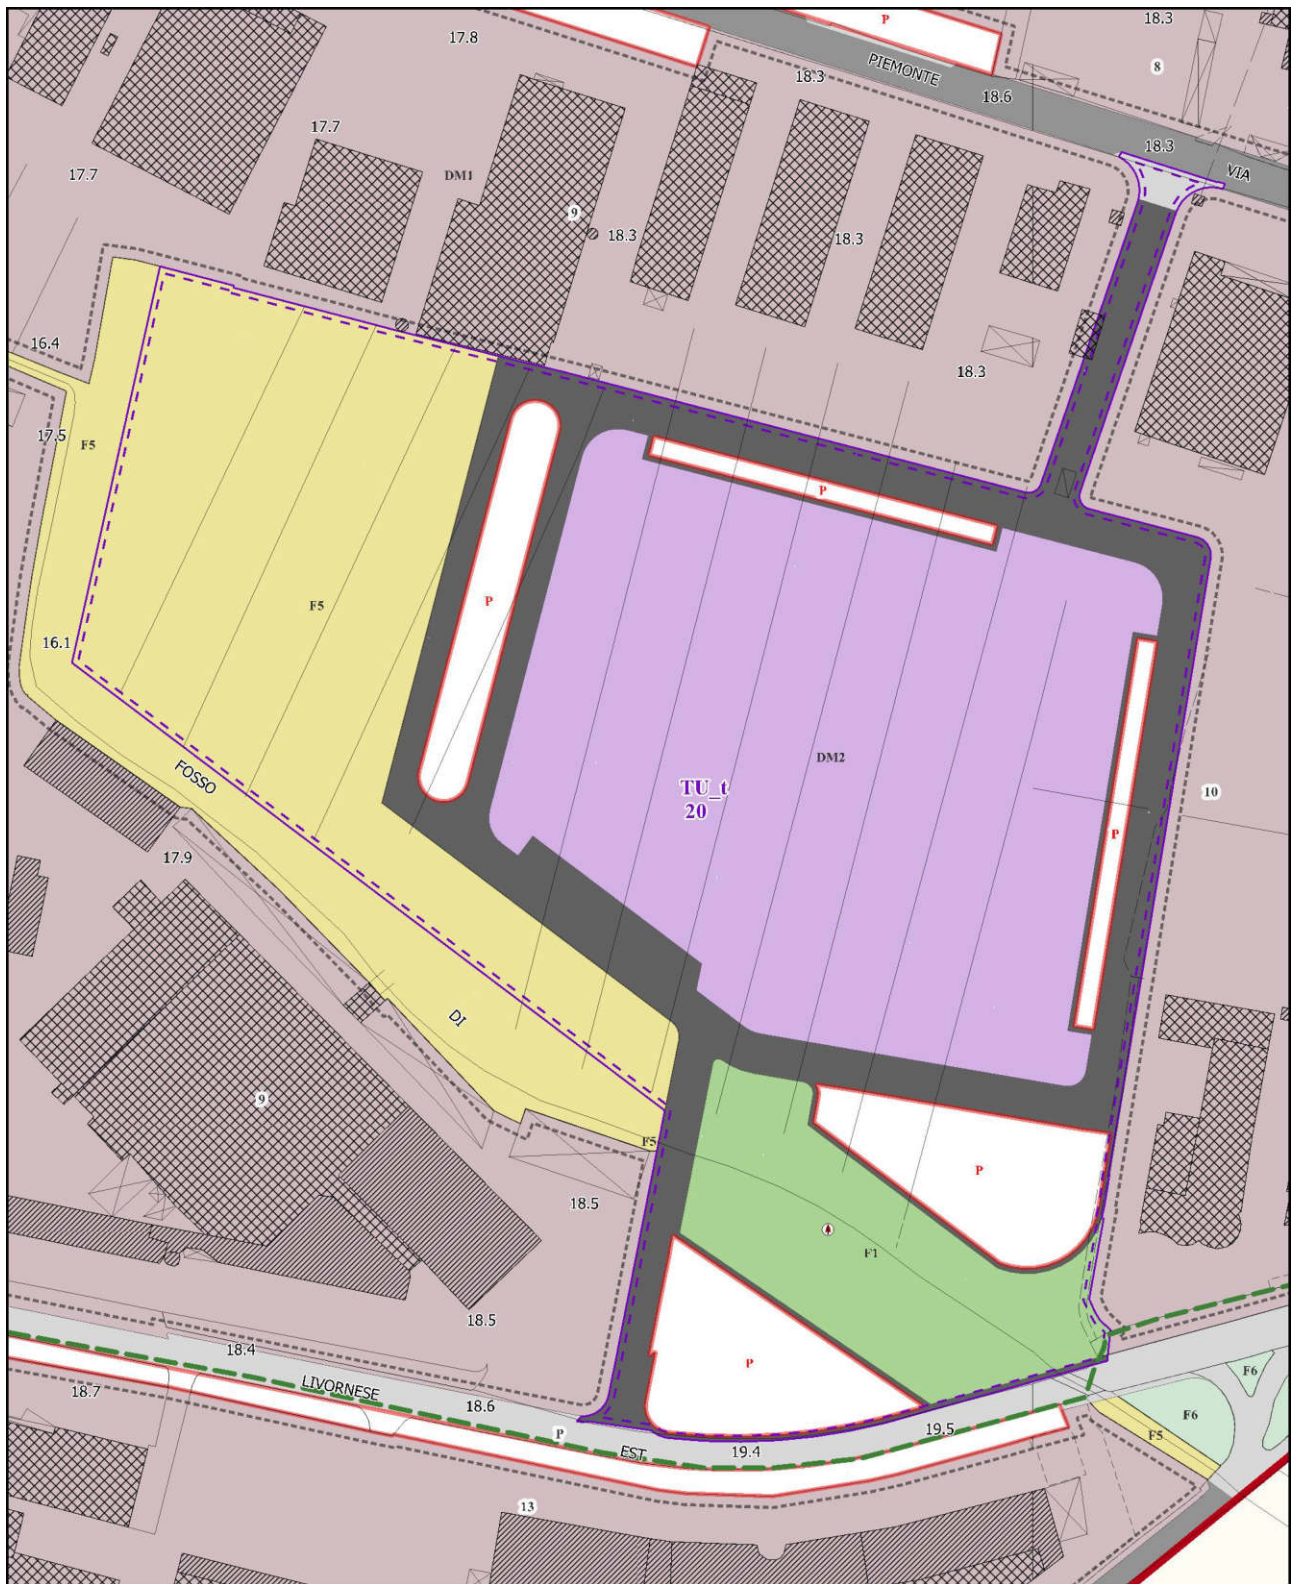 P
18.3
17.8
8
18.3
PIEMONTE
18.6
17.7
18.3
VIA
17.7
DM1
9
18.3
18.3
16.4
18.3
17.5
F5
P
F5
P
16.1
DM2
FOSSO
TU_t
20
10
P
17.9
DI
9
F5
P
18.5
F1
18.5
18.4
LIVORNESE
18.7
18.6
P
F6
F6
P
EST
19.4
19.5
F5
13